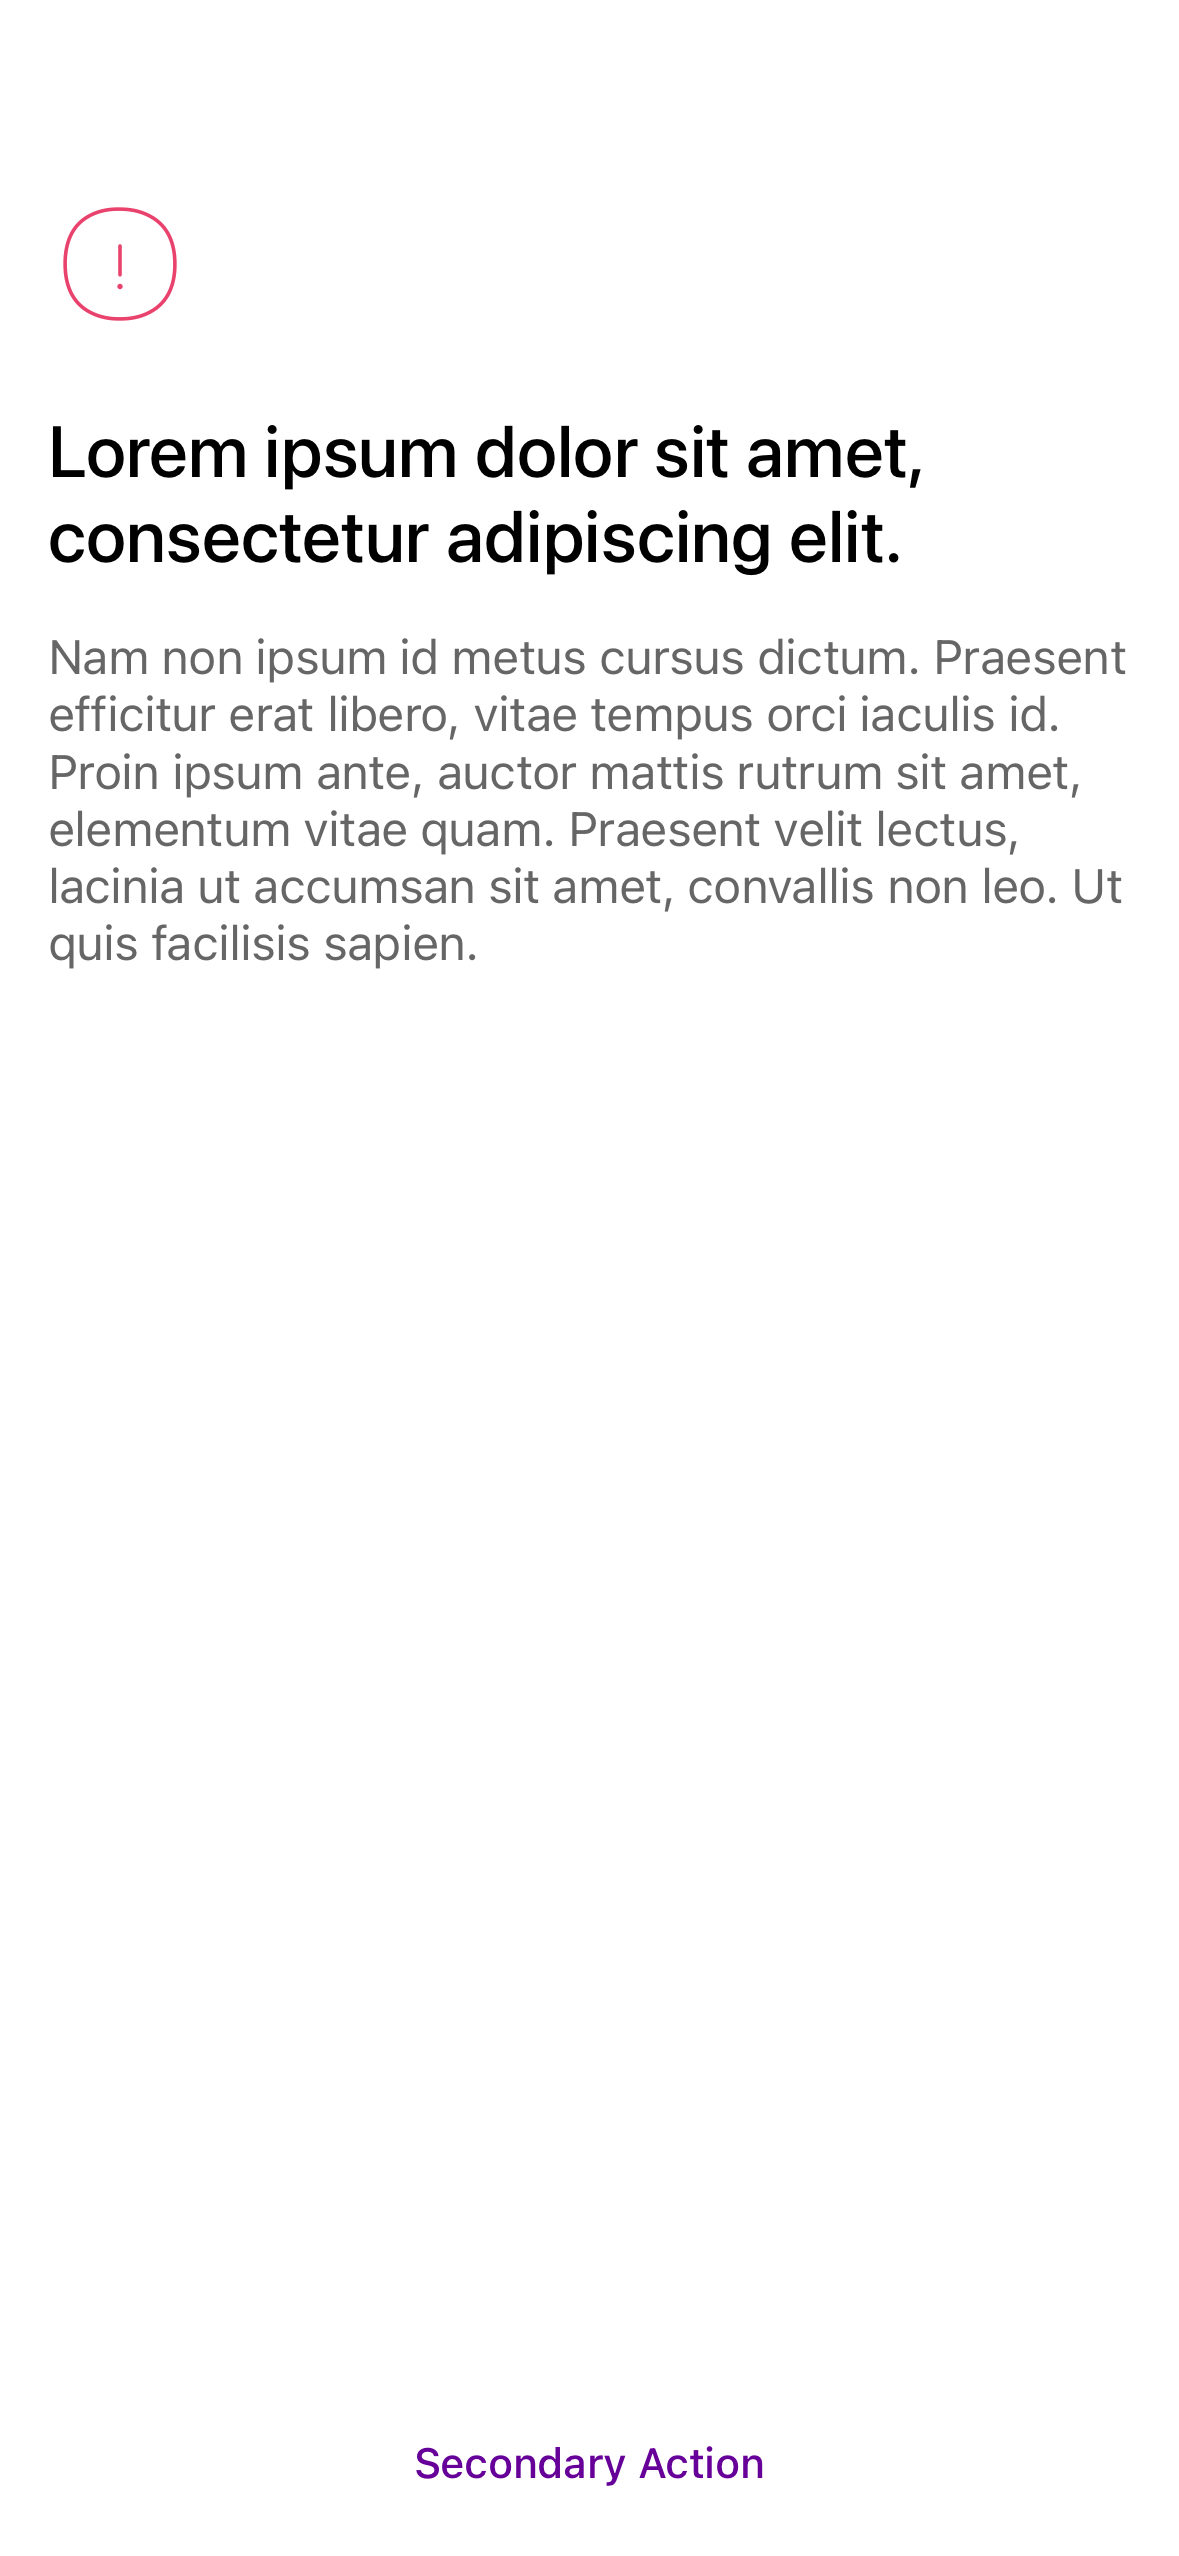 Lorem ipsum dolor sit amet,
consectetur adipiscing elit.
Nam non ipsum id metus cursus dictum. Praesent
efficitur erat libero, vitae tempus orci iaculis id.
Proin ipsum ante, auctor mattis rutrum sit amet,
elementum vitae quam. Praesent velit lectus,
lacinia ut accumsan sit amet, convallis non leo. Ut
quis facilisis sapien.
Secondary Action